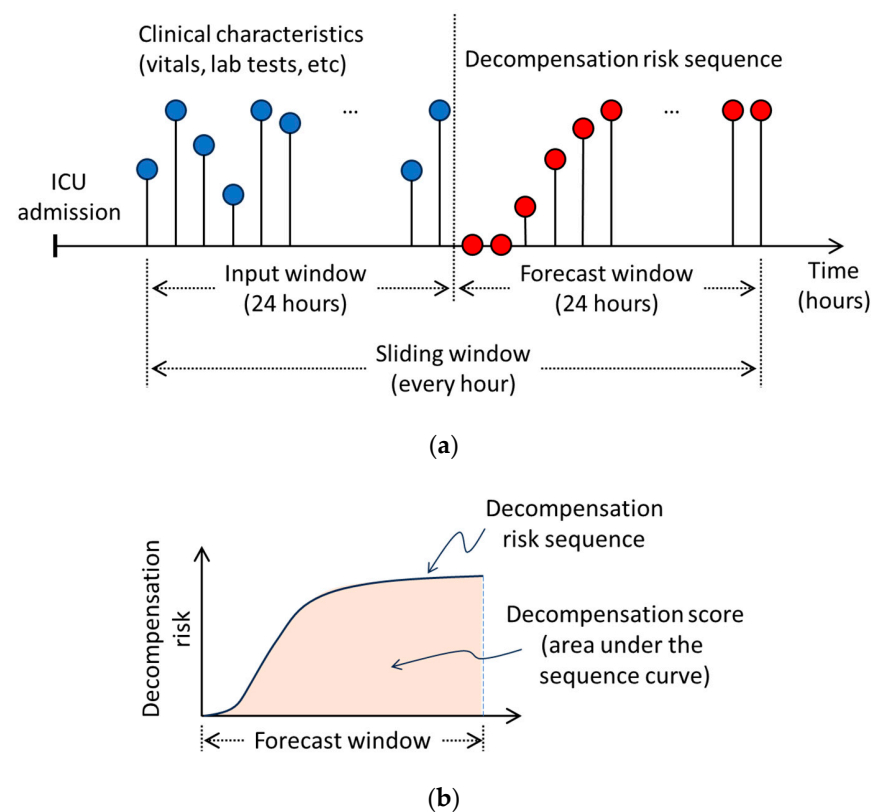 Clinical characteristics
(vitals, lab tests, etc)
Decompensation risk sequence
...
...
ICU
admission
Input window
(24 hours)
Forecast window
(24 hours)
Time
(hours)
Sliding window
(every hour)
(a)
Decompensation
risk sequence
Decompensation
risk
Decompensation score
(area under the
sequence curve)
Forecast window
(b)